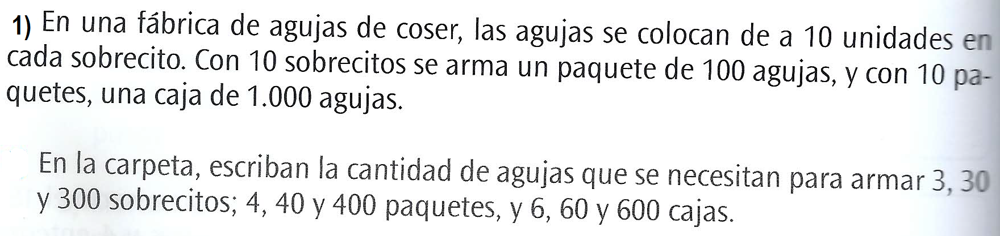 1) En una fábrica de agujas de coser, las agujas se colocan de a 10 unidades en
cada sobrecito. Con 10 sobrecitos se arma un paquete de 100 agujas, y con 10 pa-
quetes, una caja de 1.000 agujas.
En la carpeta, escriban la cantidad de agujas que se necesitan para armar 3, 30
y 300 sobrecitos; 4, 40 y 400 paquetes, y 6, 60 y 600 cajas.